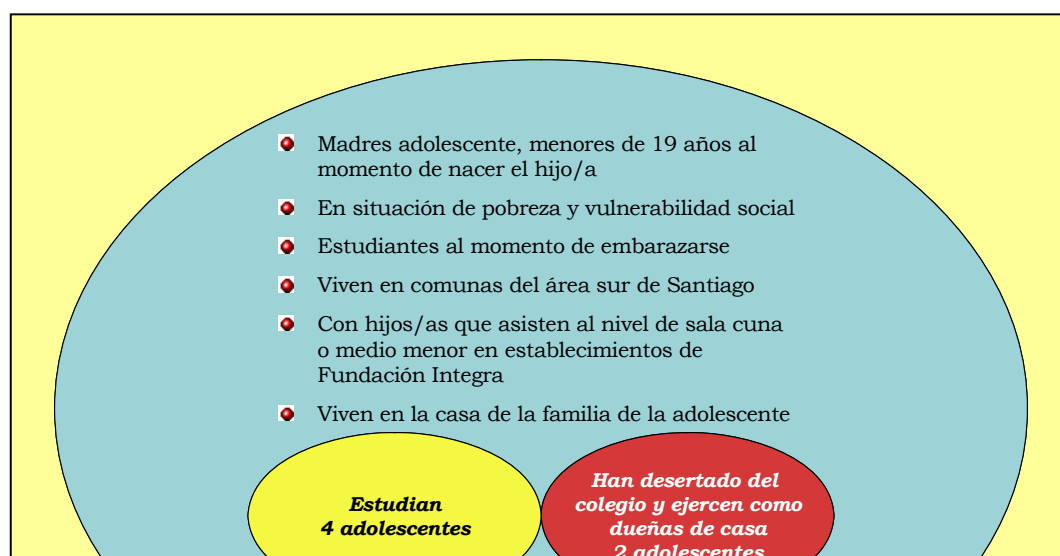 Madres adolescente, menores de 19 años al
momento de nacer el hijo/a
En situación de pobreza y vulnerabilidad social
Estudiantes al momento de embarazarse
Viven en comunas del área sur de Santiago
Con hijos/as que asisten al nivel de sala cuna
o medio menor en establecimientos de
Fundación Integra
Viven en la casa de la familia de la adolescente
Estudian
4 adolescentes
Han desertado del
colegio y ejercen como
dueñas de casa
2 adolescentes